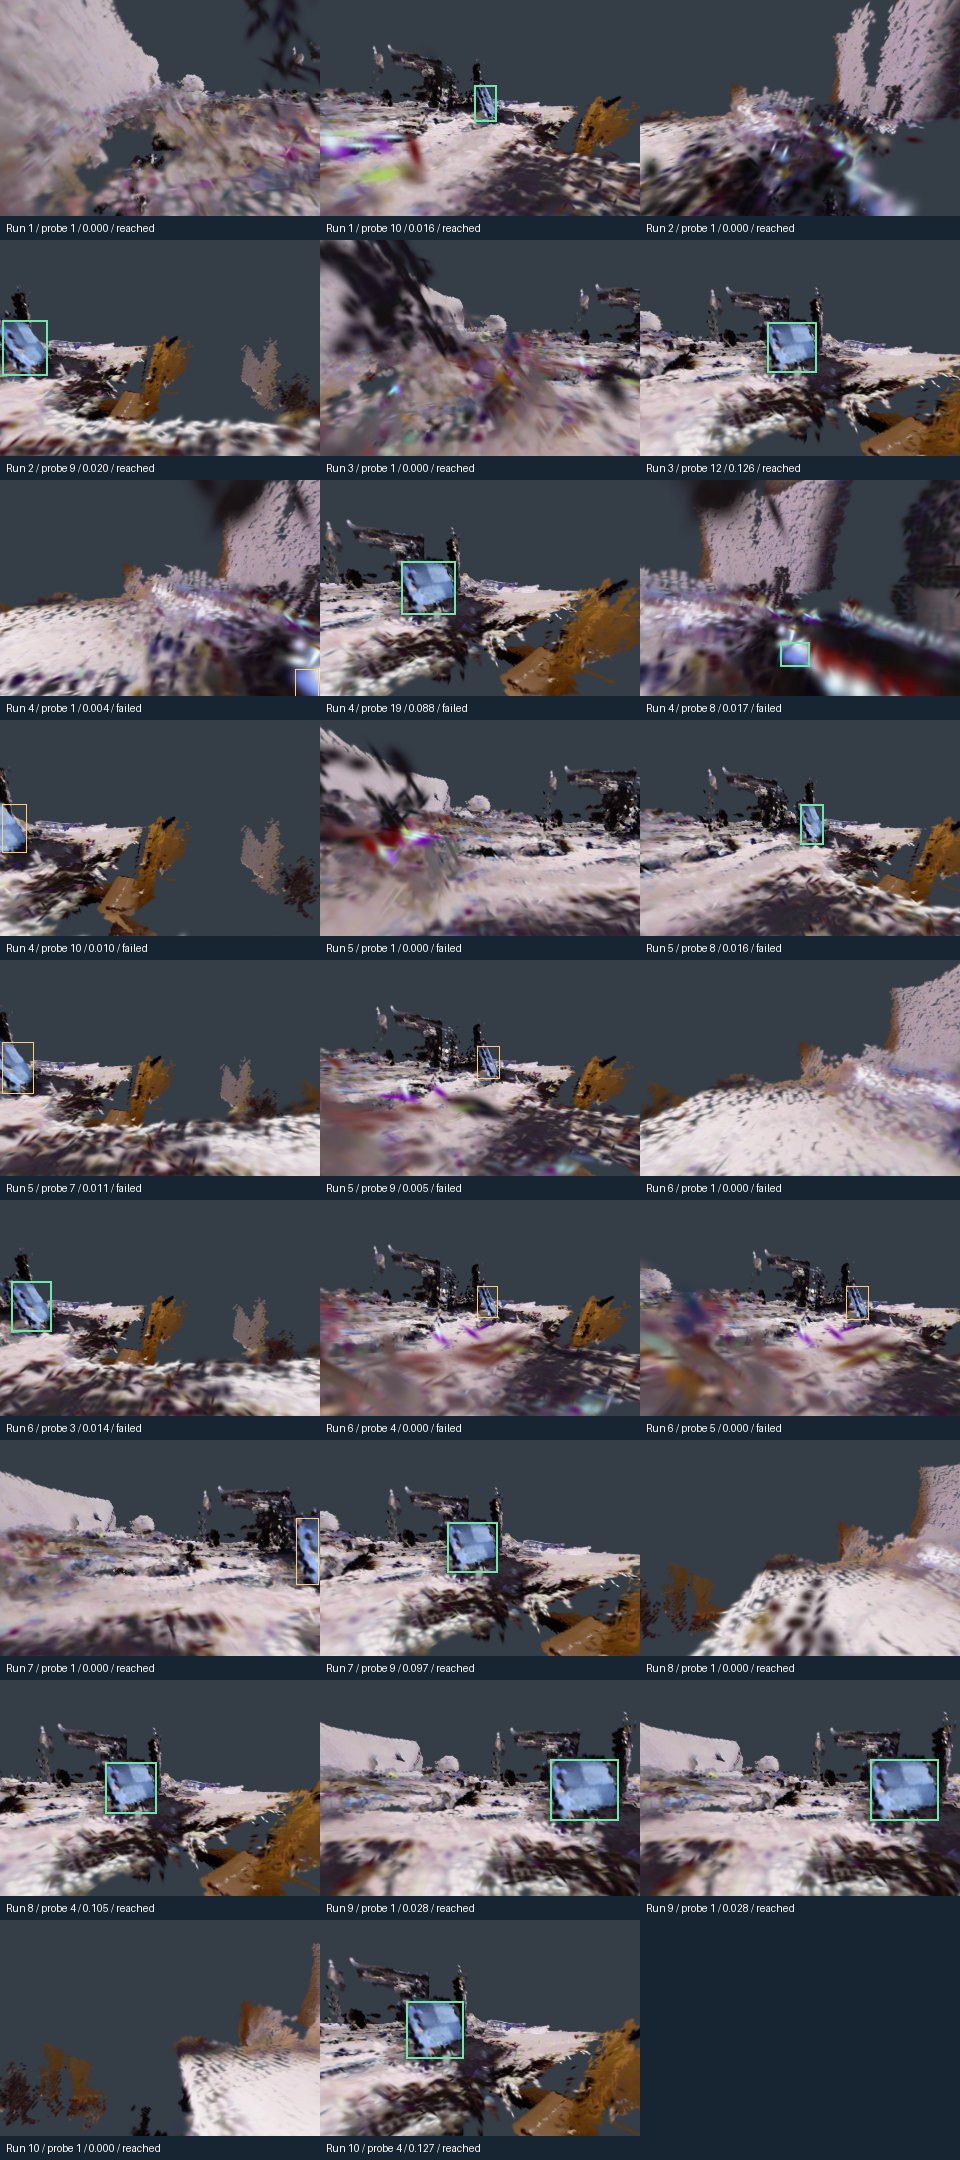 Run 1 / probe 1 / 0.000 / reached
Run 1 / probe 10 / 0.016 / reached
Run 2 / probe 1 / 0.000 / reached
Run 2 / probe 9 / 0.020 / reached
Run 3 / probe 1 / 0.000 / reached
Run 3 / probe 12 / 0.126 / reached
Run 4 / probe 1 / 0.004 / failed
Run 4 / probe 19 / 0.088 / failed
Run 4 / probe 8 / 0.017 / failed
Run 4 / probe 10 / 0.010 / failed
Run 5 / probe 1 / 0.000 / failed
Run 5 / probe 8 / 0.016 / failed
Run 5 / probe 7 / 0.011 / failed
Run 5 / probe 9 / 0.005 / failed
Run 6 / probe 1 / 0.000 / failed
Run 6 / probe 3 / 0.014 / failed
Run 6 / probe 4 / 0.000 / failed
Run 6 / probe 5 / 0.000 / failed
Run 7 / probe 1 / 0.000 / reached
Run 7 / probe 9 / 0.097 / reached
Run 8 / probe 1 / 0.000 / reached
Run 8 / probe 4 / 0.105 / reached
Run 9 / probe 1 / 0.028 / reached
Run 9 / probe 1 / 0.028 / reached
Run 10 / probe 1 / 0.000 / reached
Run 10 / probe 4 / 0.127 / reached